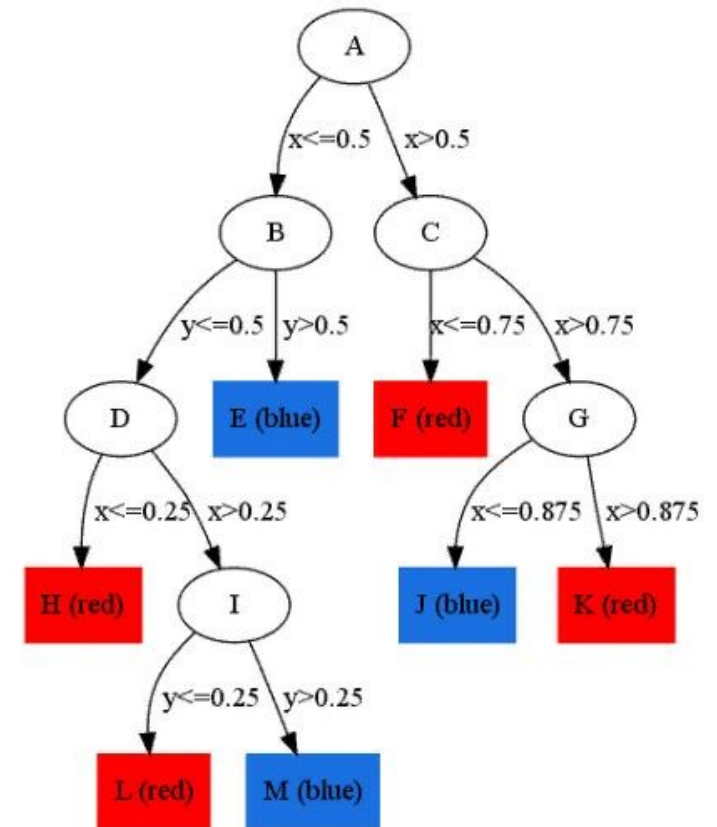 A
x<=0.5 x>0.5
B C
y<=0.5 y>0.5 x<=0.75 x>0.75
D E (blue) F (red) G
x<=0.25 x>0.25 x<=0.875 x>0.875
H (red) I J (blue) K (red)
y<=0.25 y>0.25
L (red) M (blue)